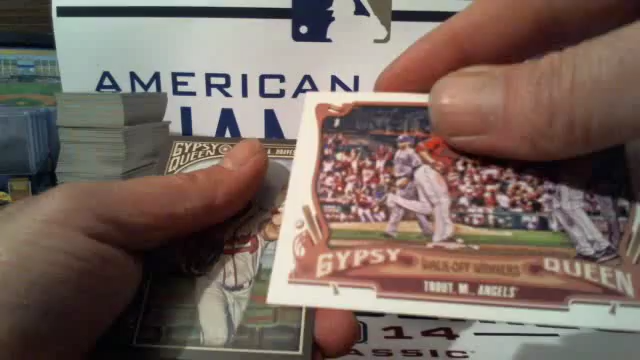 AMERICAN
GYPSY
QUEEN
GYPSY
WALK-OFF WINNERS
QUEEN
TROUT, M., ANGELS
14
CLASSIC